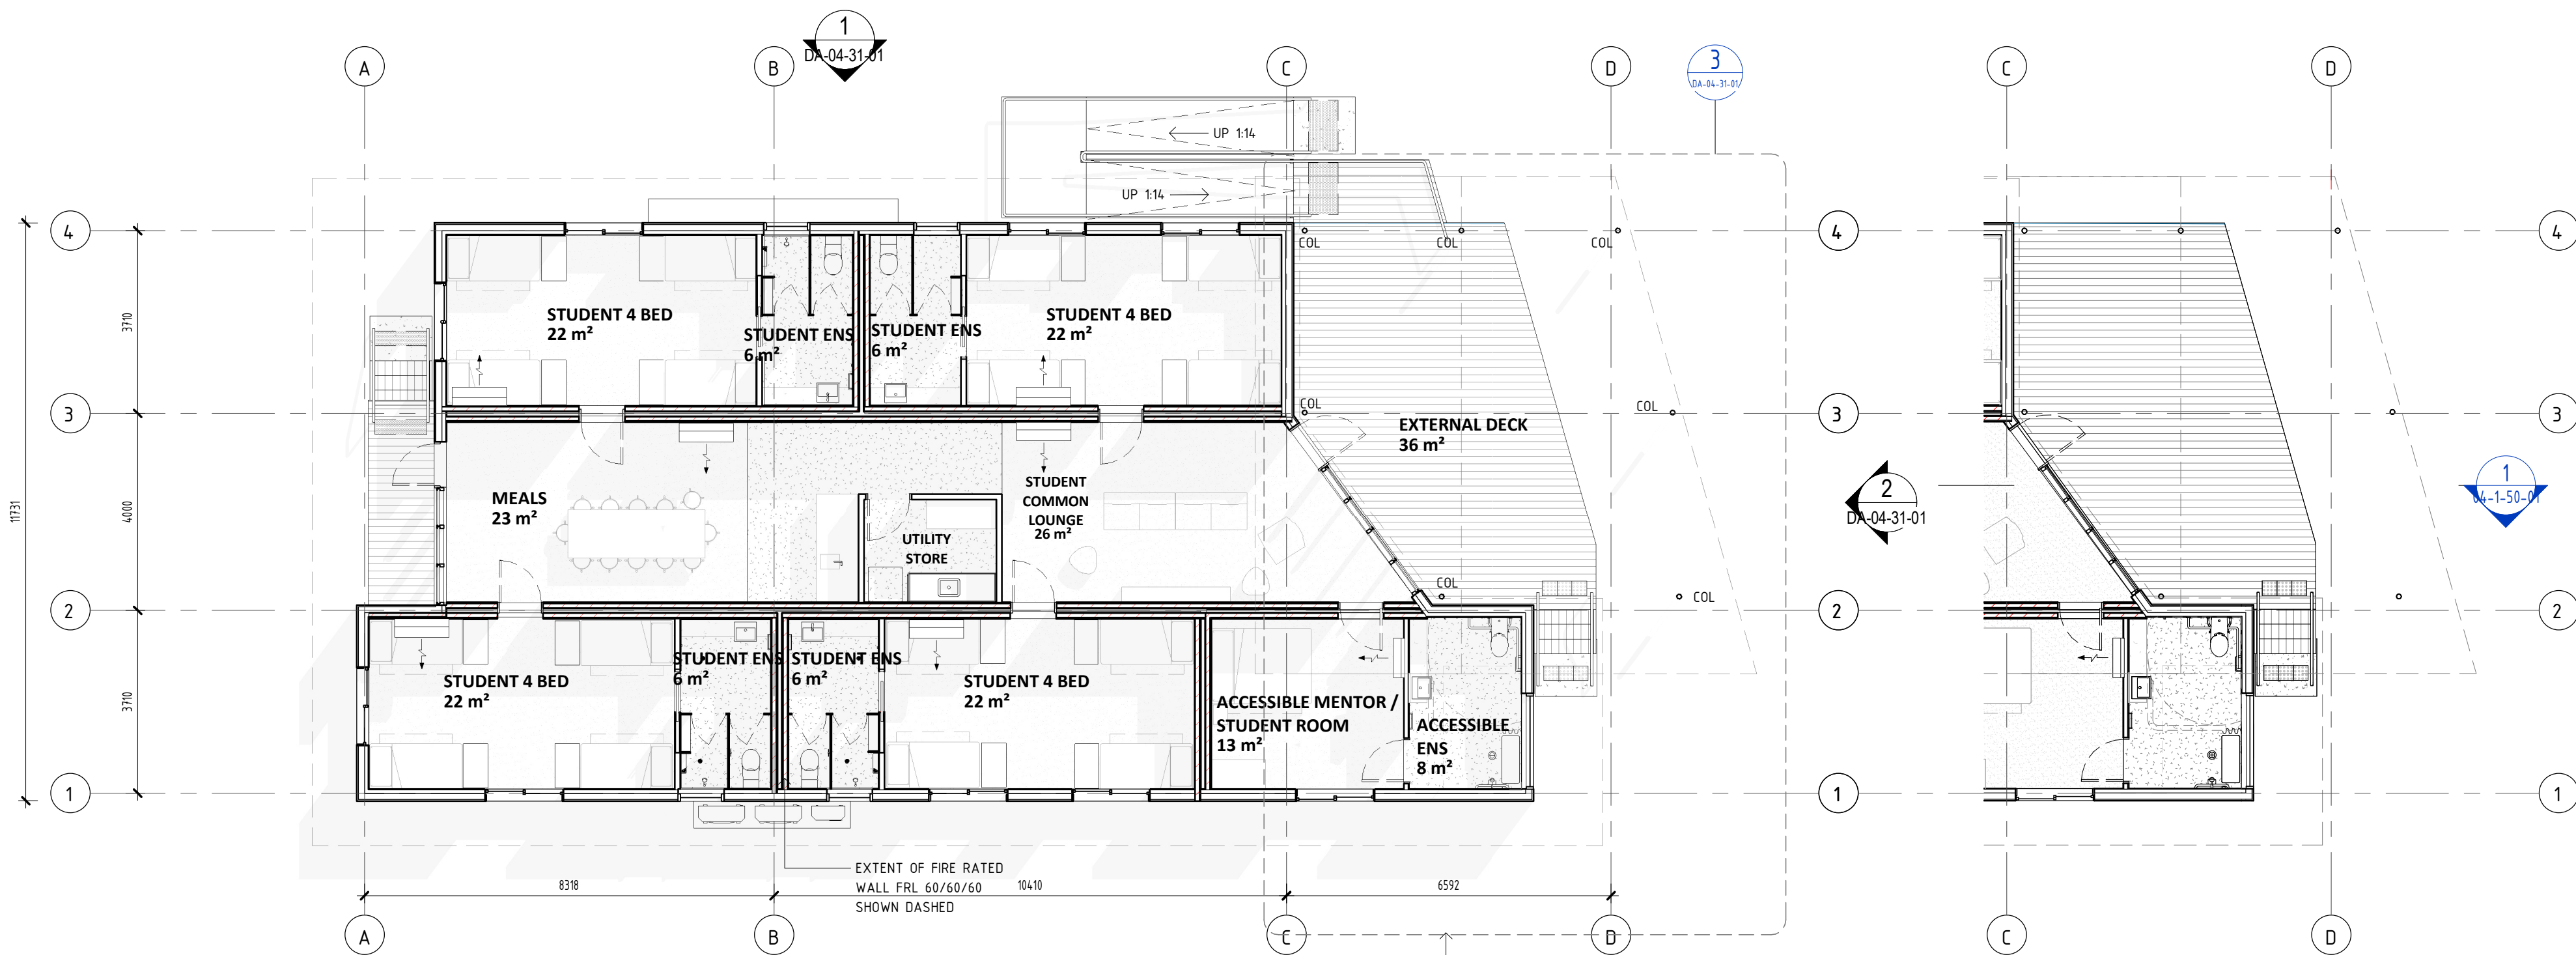 1
DA-04-31-01
A
B
C
D
3
DA-04-31-01
C
D
UP 1:14
UP 1:14
4
4
4
COL
COL
COL
3710
STUDENT 4 BED
22 m²
STUDENT ENS
6 m²
STUDENT ENS
6 m²
STUDENT 4 BED
22 m²
3
COL
COL
3
3
EXTERNAL DECK
36 m²
11731
4000
MEALS
23 m²
STUDENT
COMMON
LOUNGE
26 m²
UTILITY
STORE
2
DA-04-31-01
1
04-1-50-01
COL
COL
2
2
2
3710
STUDENT 4 BED
22 m²
STUDENT ENS
6 m²
STUDENT ENS
6 m²
STUDENT 4 BED
22 m²
ACCESSIBLE MENTOR /
STUDENT ROOM
13 m²
ACCESSIBLE
ENS
8 m²
1
1
1
EXTENT OF FIRE RATED
WALL FRL 60/60/60
SHOWN DASHED
8318
10410
6592
A
B
C
D
C
D